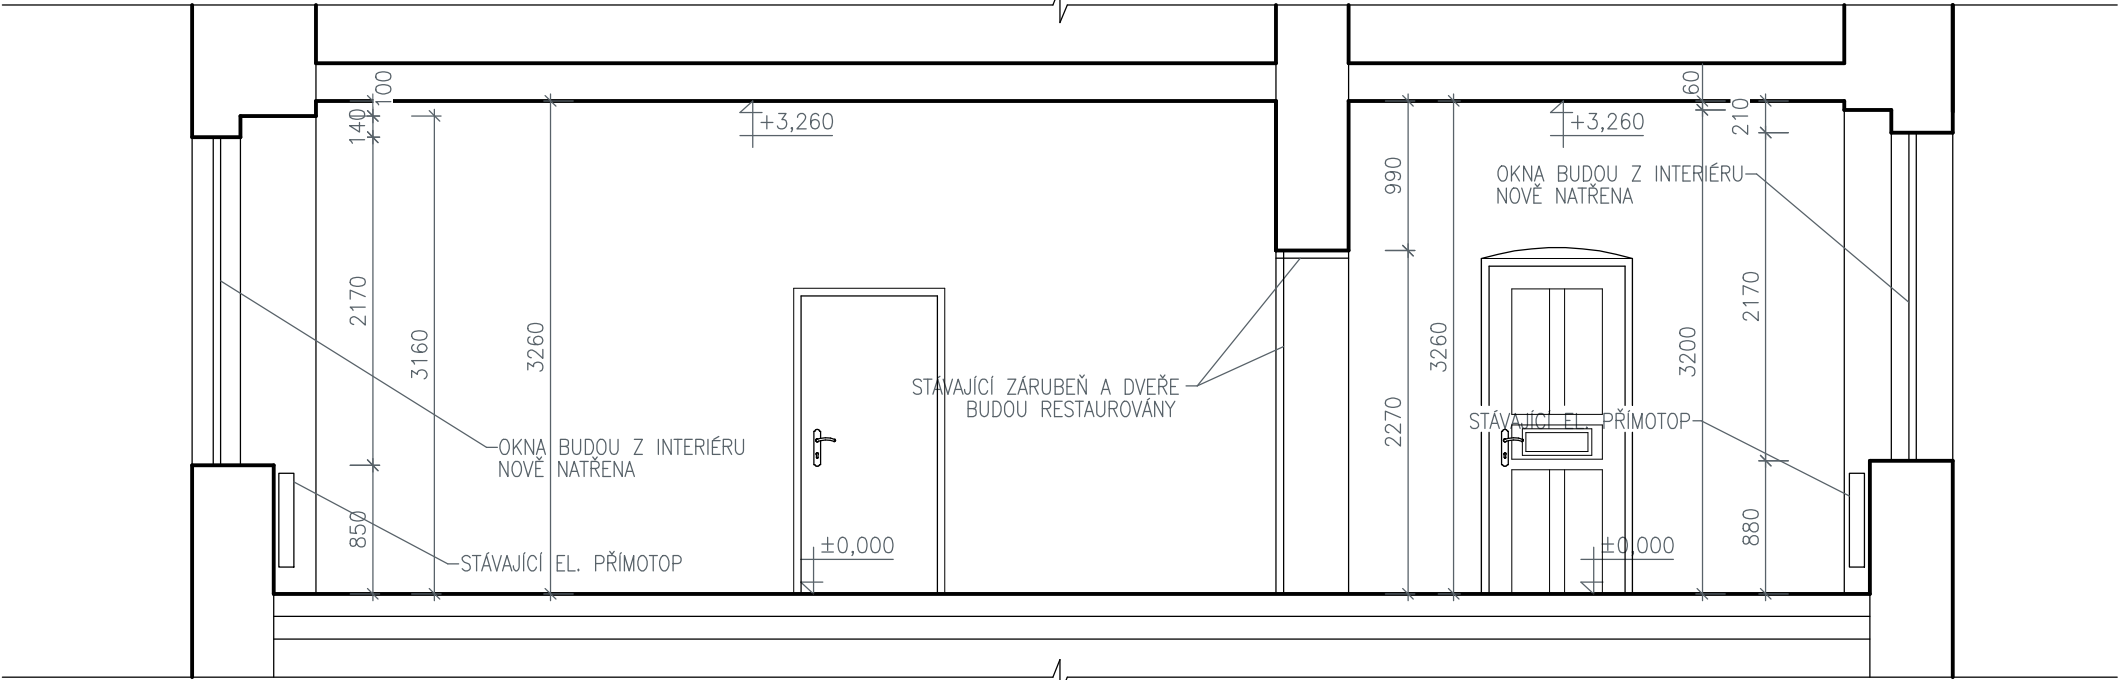 100
140
2170
850
3160
3260
+3,260
OKNA BUDOU Z INTERIÉRU
NOVĚ NATŘENA
STÁVAJÍCÍ EL. PŘÍMOTOP
±0,000
STÁVAJÍCÍ ZÁRUBEŇ A DVEŘE
BUDOU RESTAUROVÁNY
990
2270
3260
+3,260
OKNA BUDOU Z INTERIÉRU
NOVĚ NATŘENA
STÁVAJÍCÍ EL. PŘÍMOTOP
±0,000
60
3200
210
2170
880